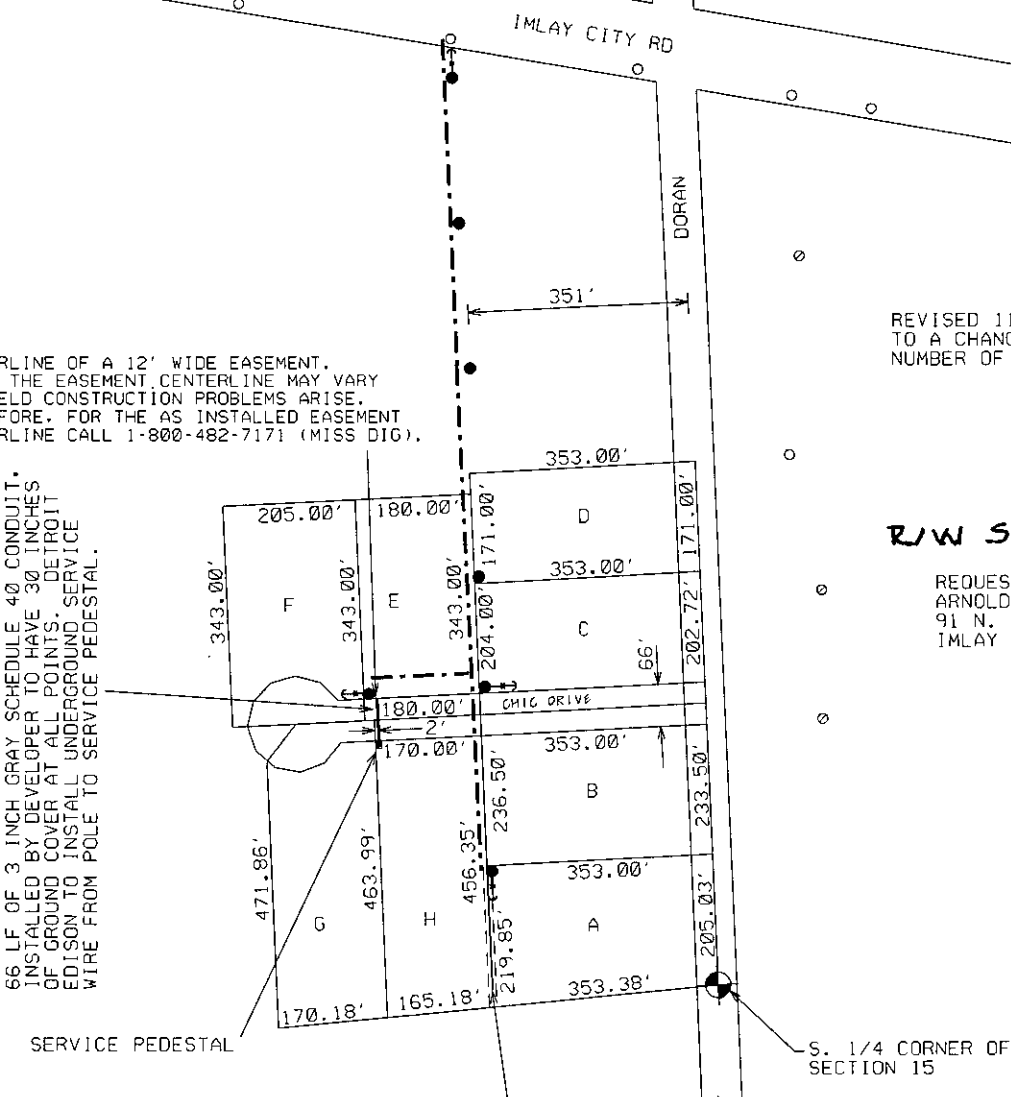 IMLAY CITY RD
DORAN
351'
REVISED 11
TO A CHANG
NUMBER OF
RLINE OF A 12' WIDE EASEMENT.
THE EASEMENT CENTERLINE MAY VARY
ELD CONSTRUCTION PROBLEMS ARISE.
FORE, FOR THE AS INSTALLED EASEMENT
RLINE CALL 1-800-482-7171 (MISS DIG).
66 LF OF 3 INCH GRAY SCHEDULE 40 CONDUIT.
INSTALLED BY DEVELOPER TO HAVE 30 INCHES
OF GROUND COVER AT ALL POINTS. DETROIT
EDISON TO INSTALL UNDERGROUND SERVICE
WIRE FROM POLE TO SERVICE PEDESTAL.
353.00'
205.00'
180.00'
171.00'
D
171.00'
R/W S
353.00'
343.00'
F
343.00'
E
343.00'
204.00'
C
202.72'
66'
REQUES
ARNOLD
91 N.
IMLAY
180.00'
CHIC DRIVE
2'
170.00'
353.00'
236.50'
B
233.50'
471.86'
463.99'
456.35'
353.00'
G
H
219.85'
A
205.03'
170.18'
165.18'
353.38'
SERVICE PEDESTAL
S. 1/4 CORNER OF
SECTION 15